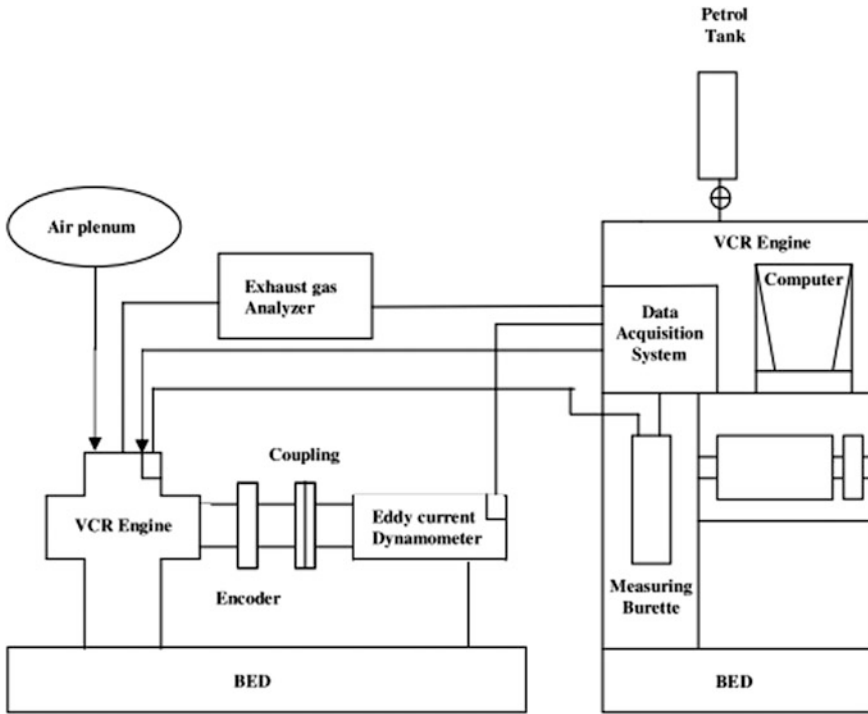 Petrol
Tank
Air plenum
VCR Engine
Exhaust gas
Analyzer
Computer
Data
Acquisition
System
Coupling
VCR Engine
Eddy current
Dynamometer
Encoder
Measuring
Burette
BED
BED